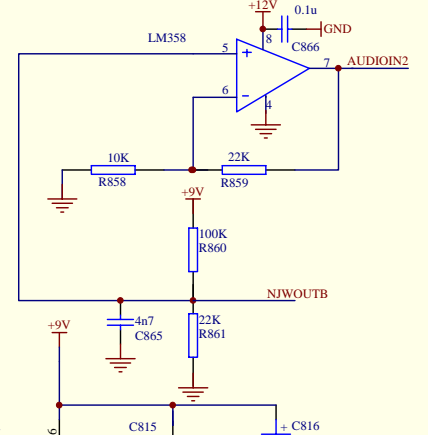 +12V
0.1u
GND
LM358
8
C866
5
+
7
AUDIOIN2
6
-
4
10K
22K
R858
R859
+9V
100K
R860
NJWOUTB
4n7
C865
22K
R861
+9V
6
C815
+
C816